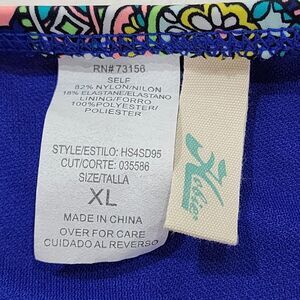 RN# 73156
SELF
82% NYLON/NILON
18% ELASTANE/ELASTANO
LINING/FORRO
100% POLYESTER/
POLIESTER
STYLE/ESTILO: HS4SD95
CUT/CORTE: 035586
SIZE/TALLA
XL
MADE IN CHINA
OVER FOR CARE
CUIDADO AL REVERSO